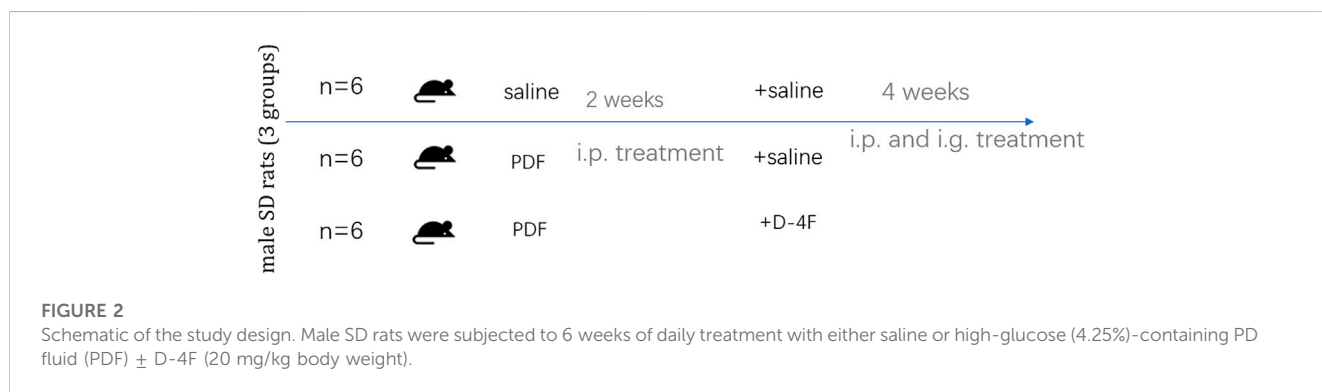 male SD rats (3 groups)
n=6 saline 2 weeks +saline 4 weeks
n=6 PDF i.p. treatment +saline i.p. and i.g. treatment
n=6 PDF +D-4F
FIGURE 2
Schematic of the study design. Male SD rats were subjected to 6 weeks of daily treatment with either saline or high-glucose (4.25%)-containing PD
fluid (PDF) ± D-4F (20 mg/kg body weight).